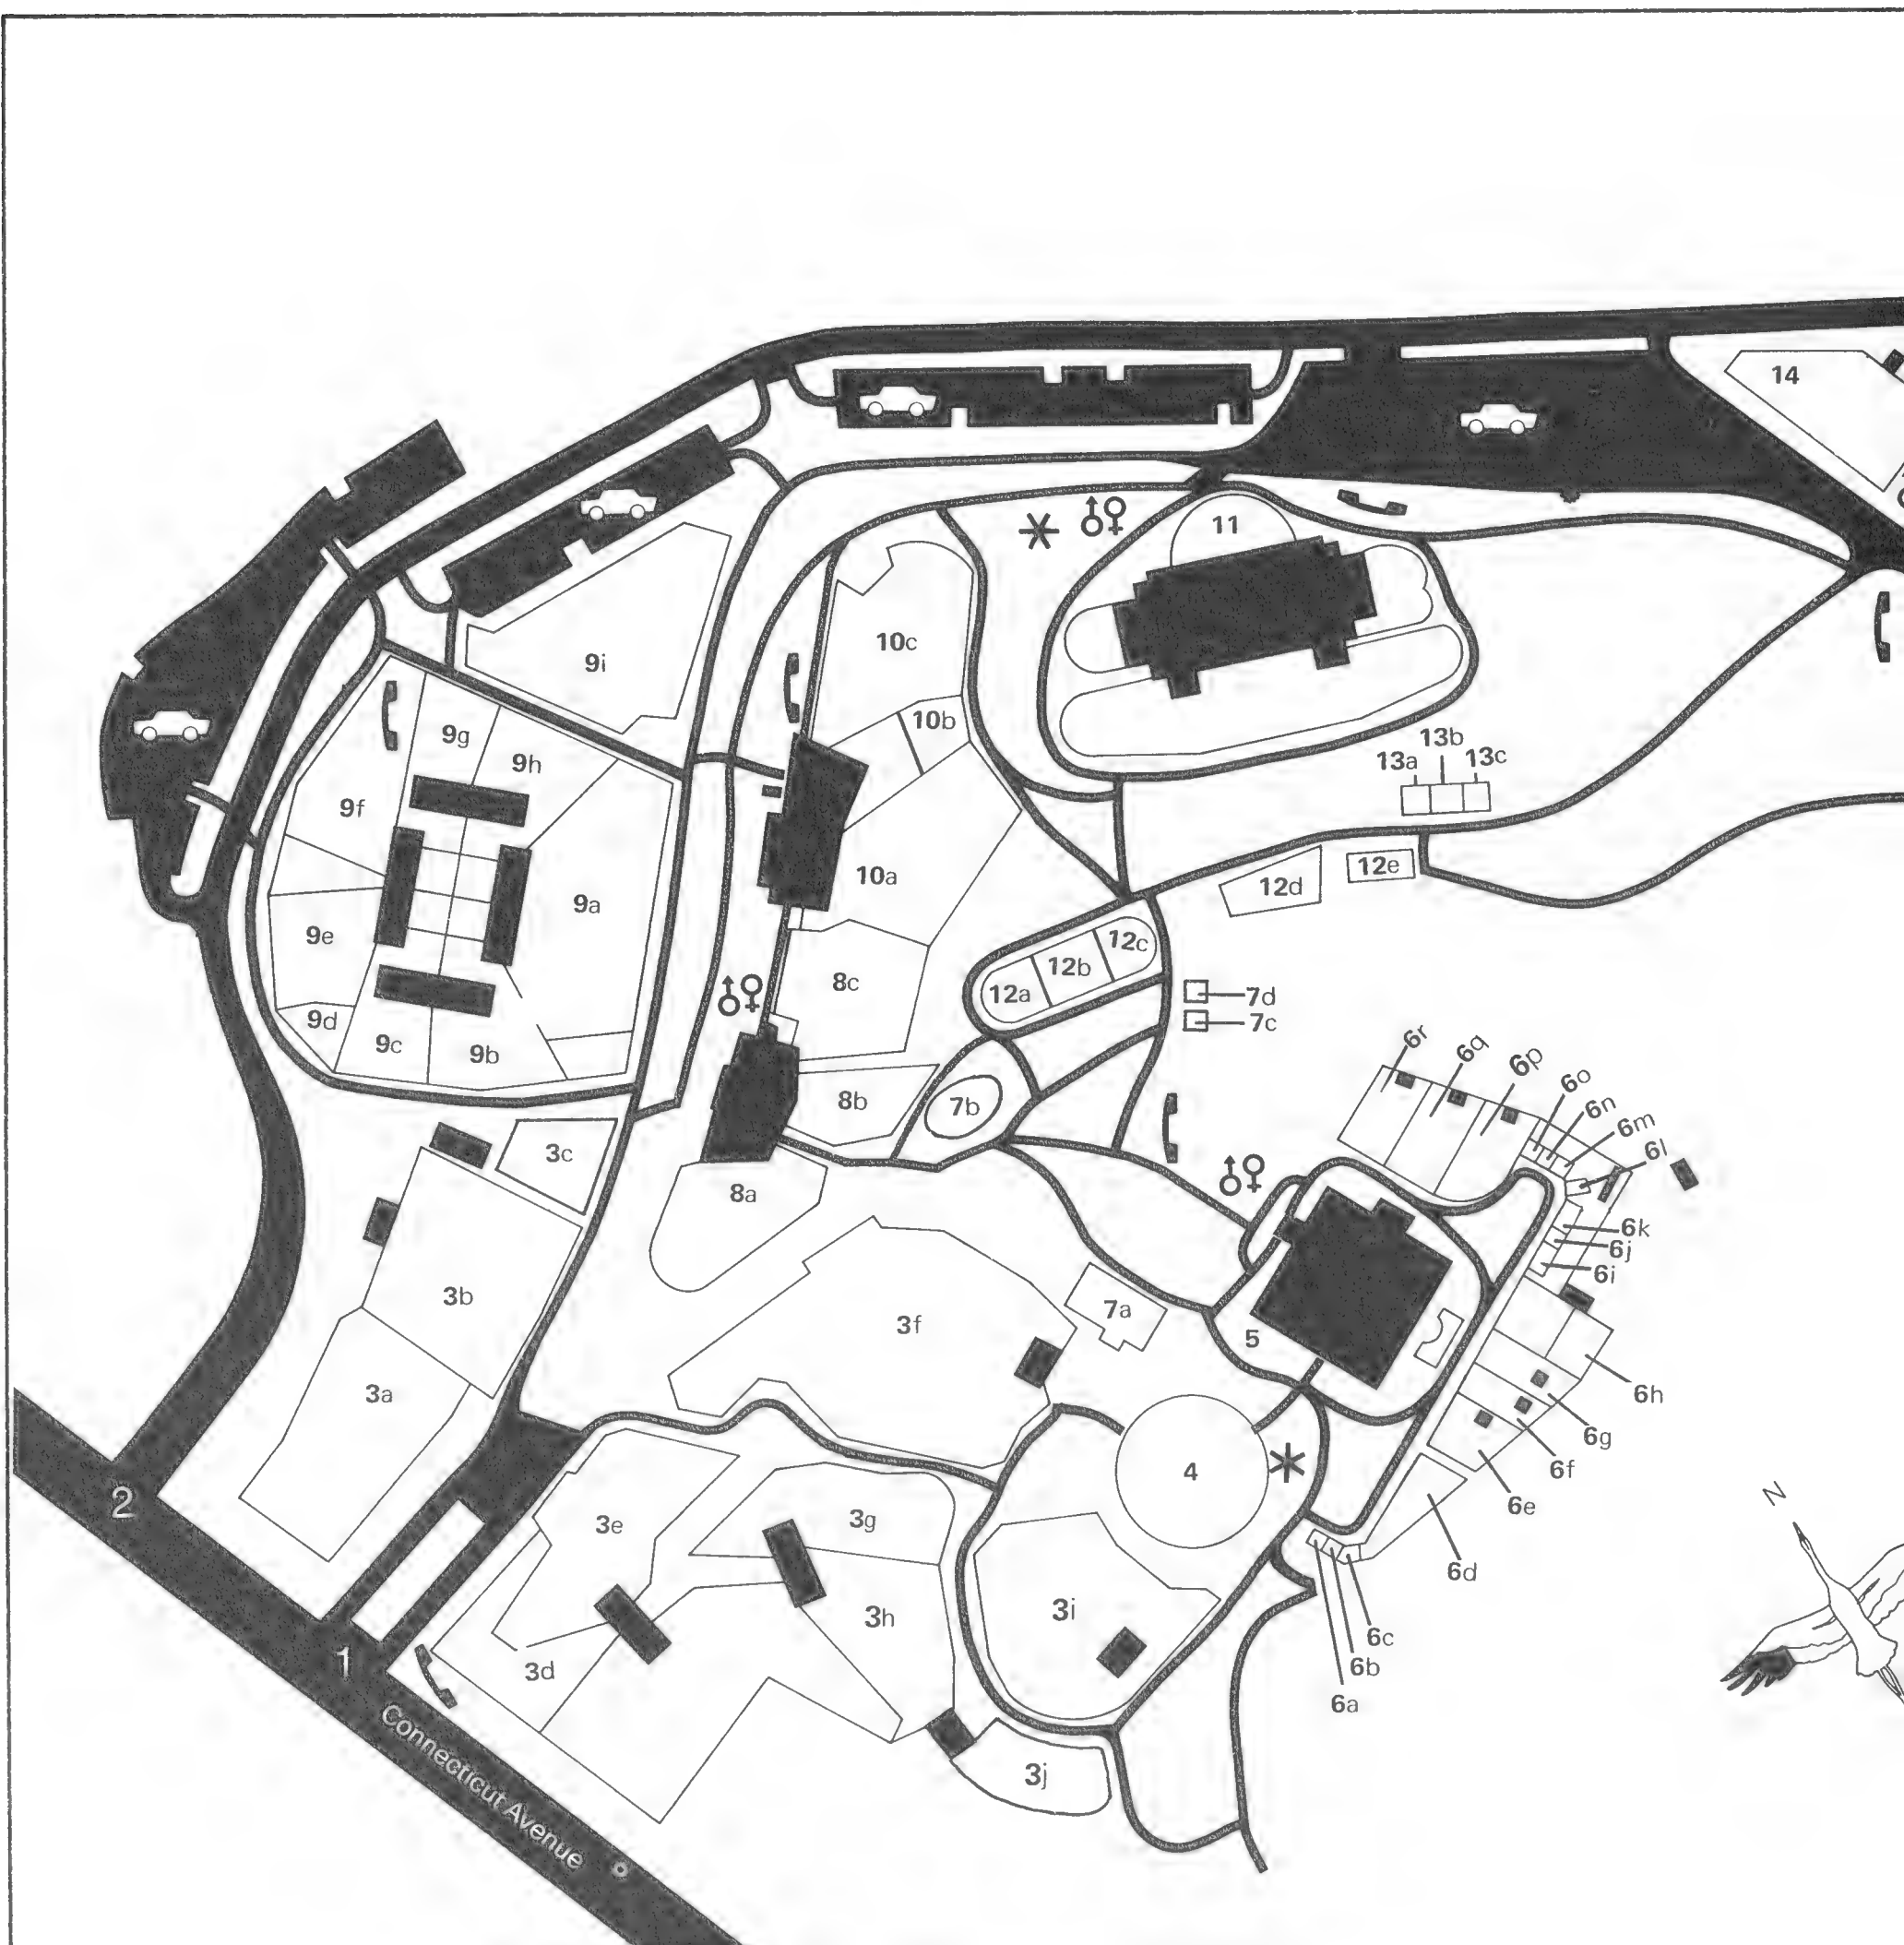 14
11
10c
9i
10b
9g
9h
13b
13a
13c
9f
10a
12e
12d
9a
9e
12c
12b
12a
8c
7d
7c
9d
9c
9b
8b
7b
6r
6q
6p
6o
6n
6m
6l
3c
8a
6k
6j
6i
3b
3f
7a
5
3a
6h
6g
6f
6e
4
2
3e
3g
6d
N
3i
3h
6c
6b
6a
1
3d
3j
Connecticut Avenue